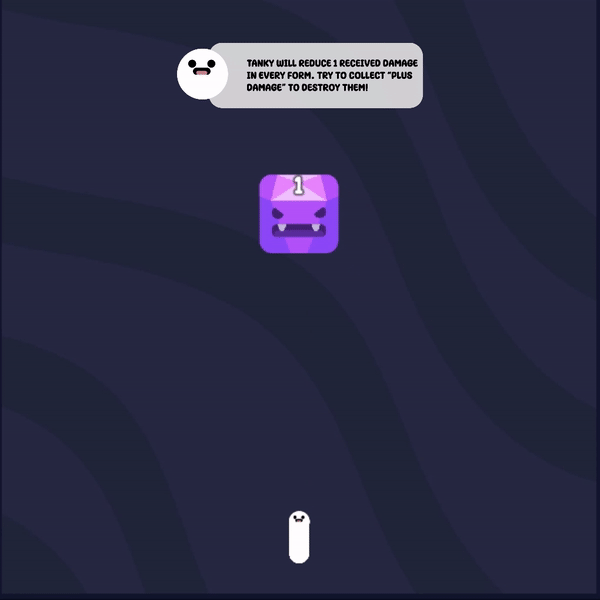 TANKY WILL REDUCE 1 RECEIVED DAMAGE
IN EVERY FORM. TRY TO COLLECT "PLUS
DAMAGE" TO DESTROY THEM!
1